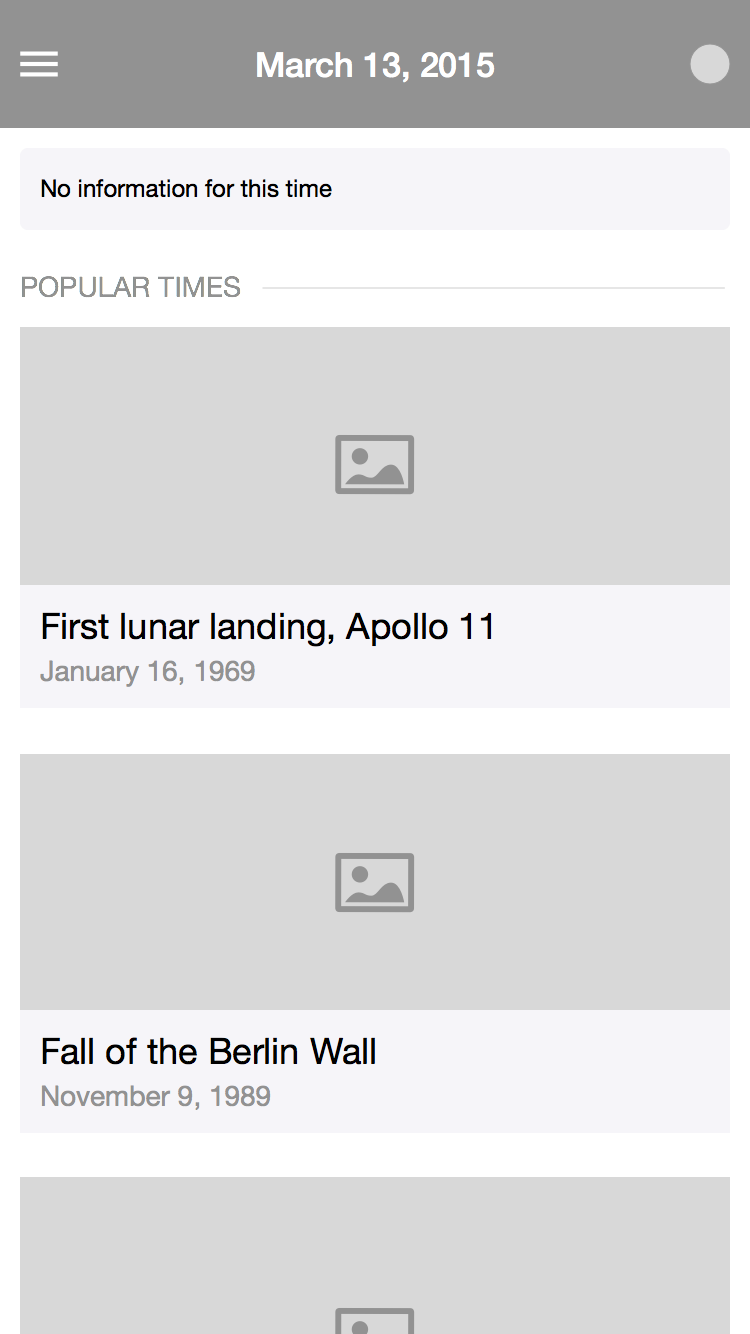 March 13, 2015
No information for this time
POPULAR TIMES
First lunar landing, Apollo 11
January 16, 1969
Fall of the Berlin Wall
November 9, 1989